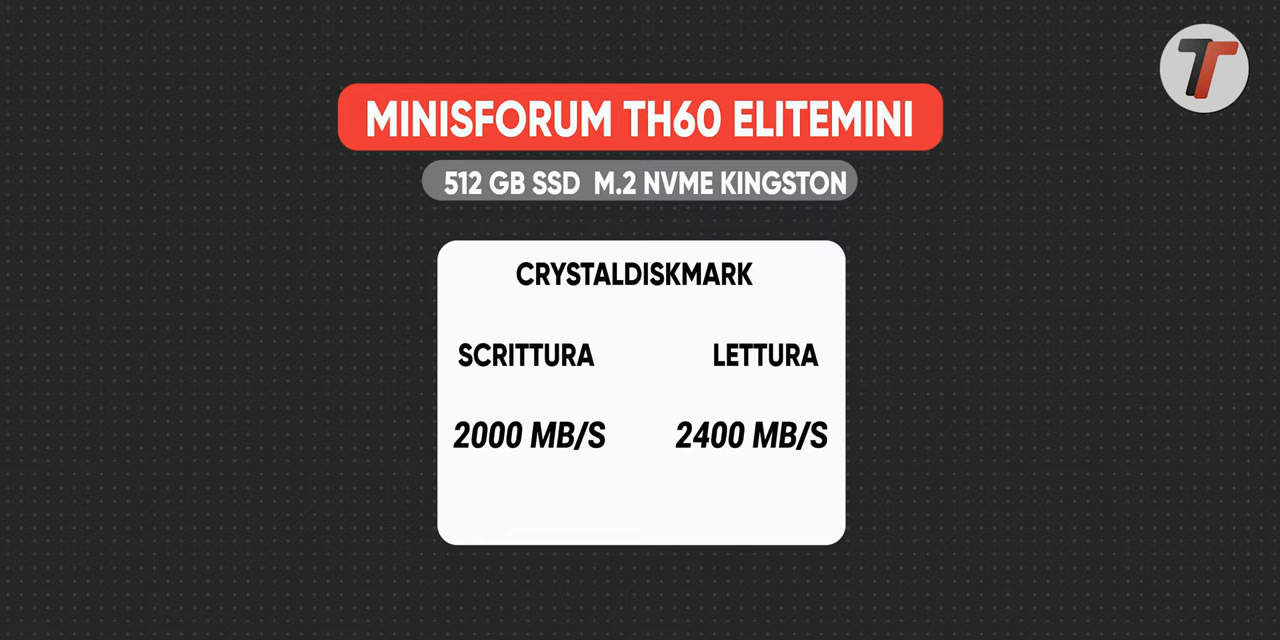 MINISFORUM TH60 ELITEMINI
512 GB SSD M.2 NVME KINGSTON
CRYSTALDISKMARK
SCRITTURA LETTURA
2000 MB/S 2400 MB/S